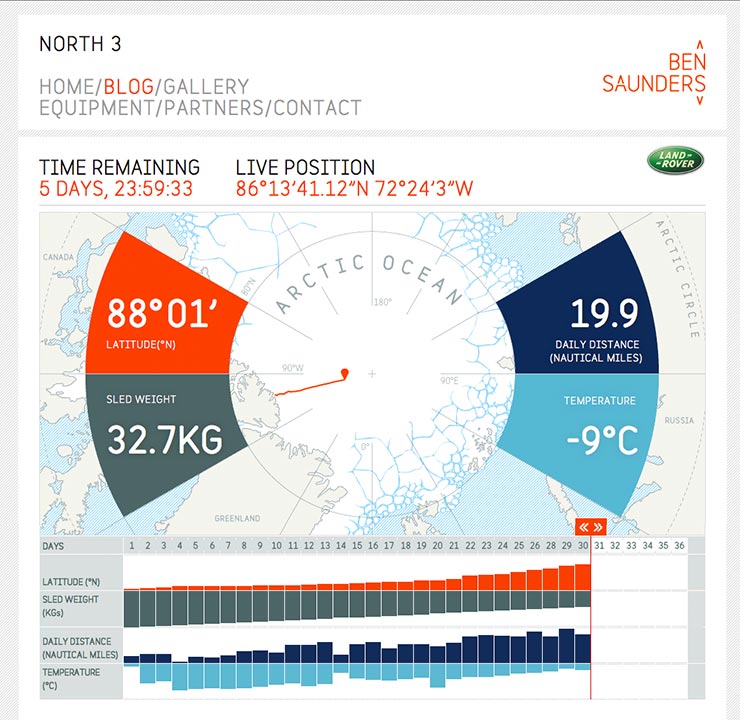 NORTH 3
^
BEN
SAUNDERS
HOME/BLOG/GALLERY
EQUIPMENT/PARTNERS/CONTACT
TIME REMAINING
5 DAYS, 23:59:33
LIVE POSITION
86°13'41.12"N 72°24'3"W
LAND-
-ROVER
CANADA
80°N
ARCTIC OCEAN
180°
ARCTIC CIRCLE
88°01'
LATITUDE(°N)
19.9
DAILY DISTANCE
(NAUTICAL MILES)
90°W
90°E
SLED WEIGHT
32.7KG
TEMPERATURE
-9°C
RUSSIA
0°
GREENLAND
DAYS 1 2 3 4 5 6 7 8 9 10 11 12 13 14 15 16 17 18 19 20 21 22 23 24 25 26 27 28 29 30 31 32 33 34 35 36
LATITUDE (°N)
SLED WEIGHT
(KGs)
DAILY DISTANCE
(NAUTICAL MILES)
TEMPERATURE
(°C)